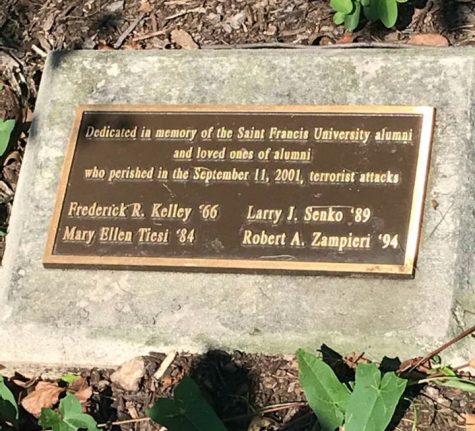 Dedicated in memory of the Saint Francis University alumni
and loved ones of alumni
who perished in the September 11, 2001, terrorist attacks
Frederick R. Kelley ‘66 Larry J. Senko ‘89
Mary Ellen Tiesi ‘84 Robert A. Zampieri ‘94